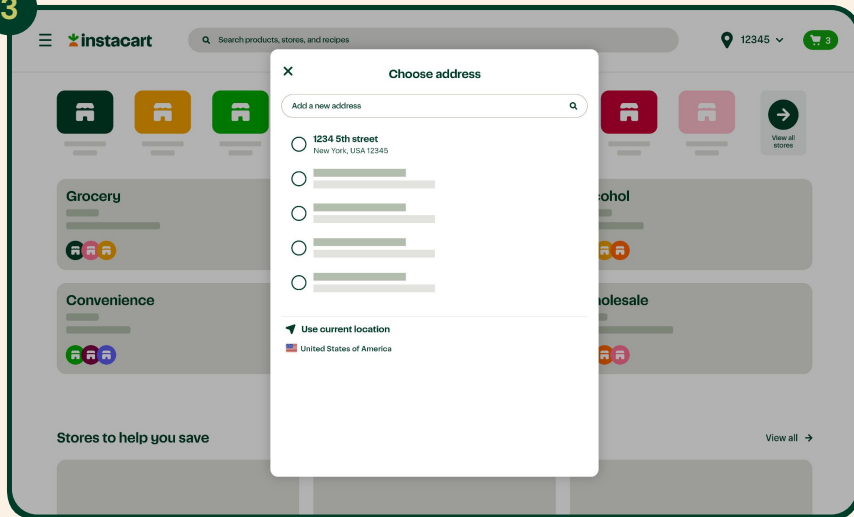 3
instacart
Search products, stores, and recipes
12345
3
Choose address
Add a new address
1234 5th street
New York, USA 12345
View all
stores
Grocery
cohol
Convenience
holesale
Use current location
United States of America
Stores to help you save
View all